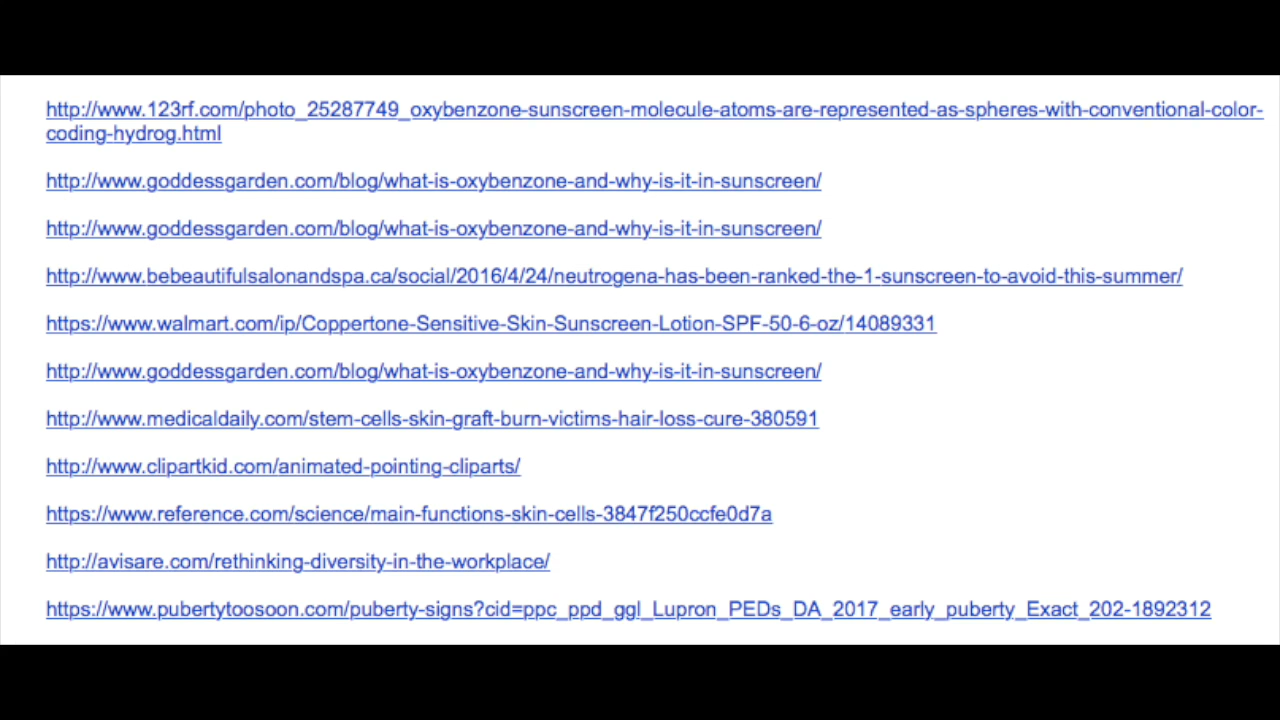 http://www.123rf.com/photo_25287749_oxybenzone-sunscreen-molecule-atoms-are-represented-as-spheres-with-conventional-color-
coding-hydrog.html
http://www.goddessgarden.com/blog/what-is-oxybenzone-and-why-is-it-in-sunscreen/
http://www.goddessgarden.com/blog/what-is-oxybenzone-and-why-is-it-in-sunscreen/
http://www.bebeautifulsalonandspa.ca/social/2016/4/24/neutrogena-has-been-ranked-the-1-sunscreen-to-avoid-this-summer/
https://www.walmart.com/ip/Coppertone-Sensitive-Skin-Sunscreen-Lotion-SPF-50-6-oz/14089331
http://www.goddessgarden.com/blog/what-is-oxybenzone-and-why-is-it-in-sunscreen/
http://www.medicaldaily.com/stem-cells-skin-graft-burn-victims-hair-loss-cure-380591
http://www.clipartkid.com/animated-pointing-cliparts/
https://www.reference.com/science/main-functions-skin-cells-3847f250ccfe0d7a
http://avisare.com/rethinking-diversity-in-the-workplace/
https://www.pubertytoosoon.com/puberty-signs?cid=ppc_ppd_ggl_Lupron_PEDs_DA_2017_early_puberty_Exact_202-1892312